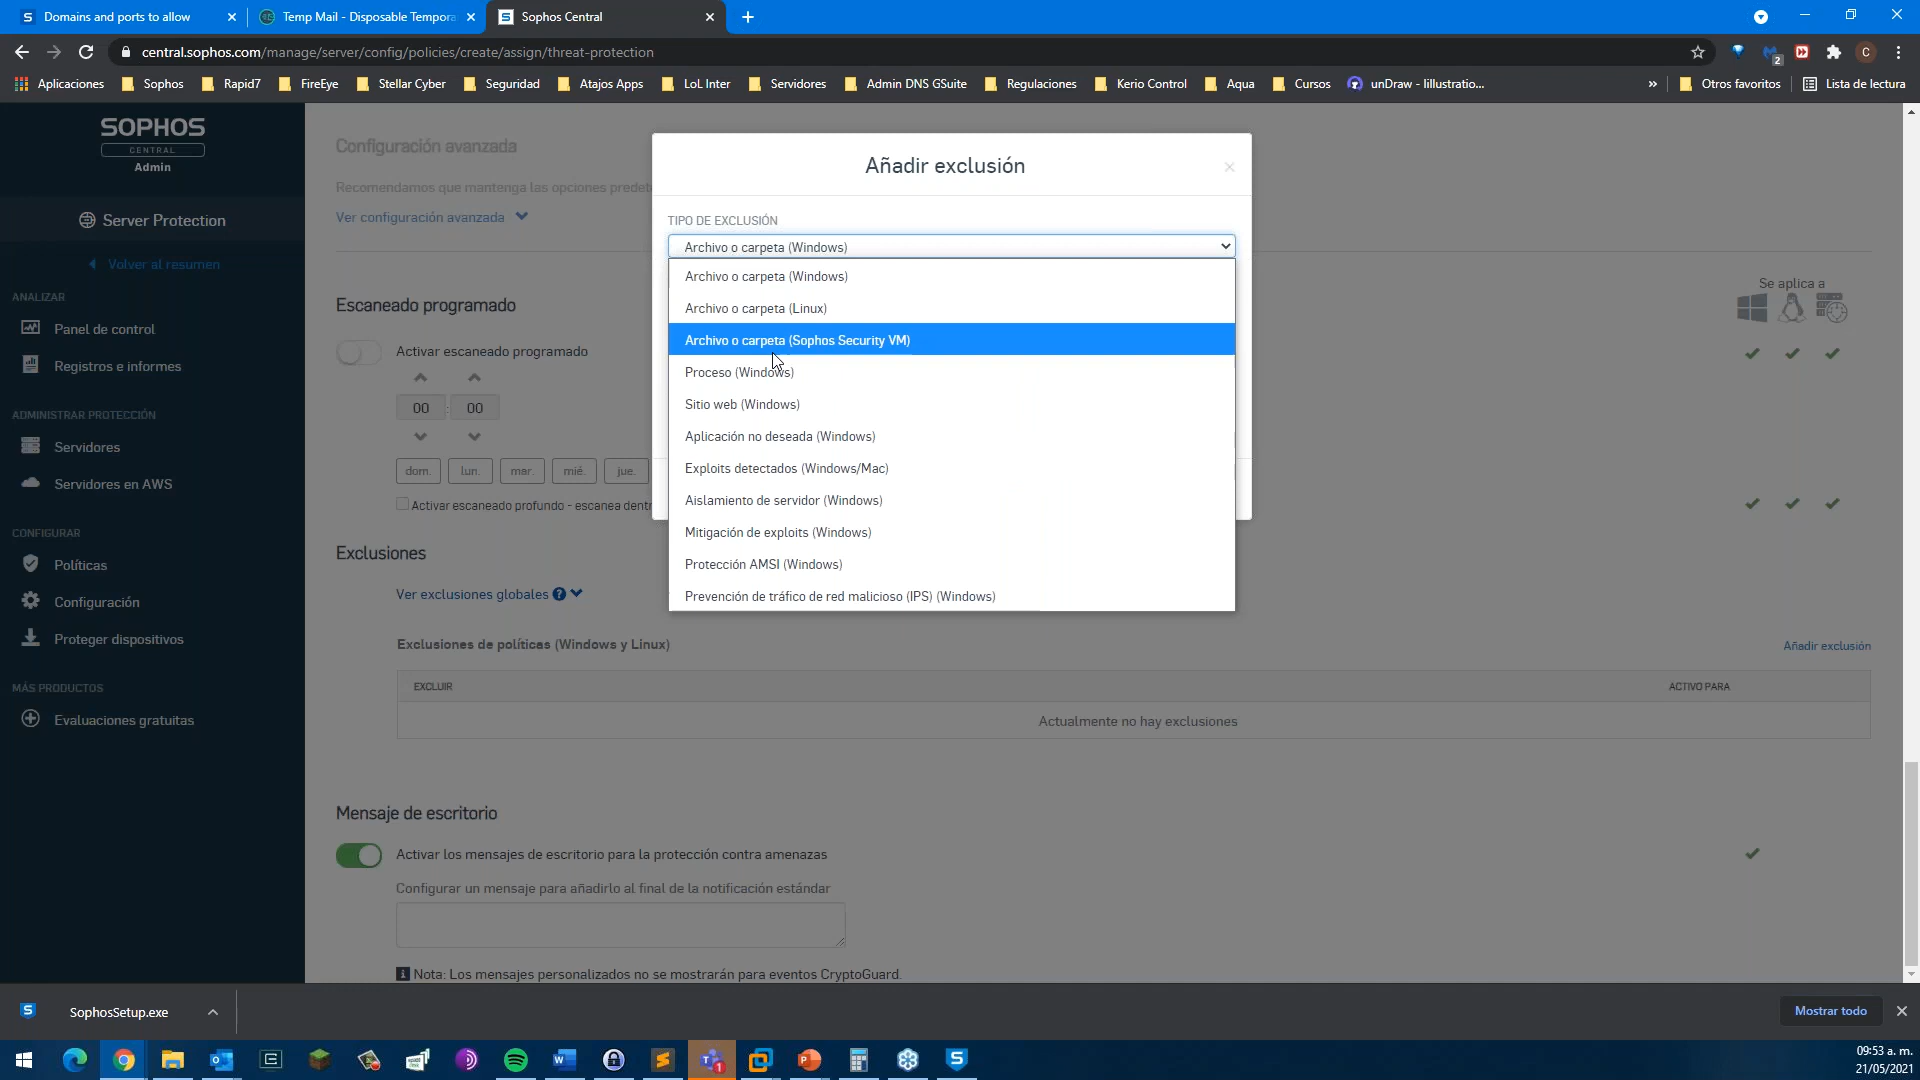 Domains and ports to allow
Temp Mail - Disposable Tempora
Sophos Central
central.sophos.com/manage/server/config/policies/create/assign/threat-protection
C
2
Aplicaciones
Sophos
Rapid7
FireEye
Stellar Cyber
Seguridad
Atajos Apps
LoL Inter
Servidores
Admin DNS GSuite
Regulaciones
Kerio Control
Aqua
Cursos
unDraw - Iillustratio...
»
Otros favoritos
Lista de lectura
SOPHOS
CENTRAL
Admin
Server Protection
Volver al resumen
ANALIZAR
Panel de control
Registros e informes
ADMINISTRAR PROTECCIÓN
Servidores
Servidores en AWS
CONFIGURAR
Políticas
Configuración
Proteger dispositivos
MÁS PRODUCTOS
Evaluaciones gratuitas
Configuración avanzada
Recomendamos que mantenga las opciones predet
Ver configuración avanzada
Escaneado programado
Se aplica a
Activar escaneado programado
00 : 00
dom. lun. mar. mié. jue.
Activar escaneado profundo - escanea dentr
Exclusiones
Ver exclusiones globales
Exclusiones de políticas (Windows y Linux)
Añadir exclusión
EXCLUIR
ACTIVO PARA
Actualmente no hay exclusiones
Mensaje de escritorio
Activar los mensajes de escritorio para la protección contra amenazas
Configurar un mensaje para añadirlo al final de la notificación estándar
Nota: Los mensajes personalizados no se mostrarán para eventos CryptoGuard.
Añadir exclusión
TIPO DE EXCLUSIÓN
Archivo o carpeta (Windows)
Archivo o carpeta (Windows)
Archivo o carpeta (Linux)
Archivo o carpeta (Sophos Security VM)
Proceso (Windows)
Sitio web (Windows)
Aplicación no deseada (Windows)
Exploits detectados (Windows/Mac)
Aislamiento de servidor (Windows)
Mitigación de exploits (Windows)
Protección AMSI (Windows)
Prevención de tráfico de red malicioso (IPS) (Windows)
SophosSetup.exe
Mostrar todo
09:53 a. m.
21/05/2021